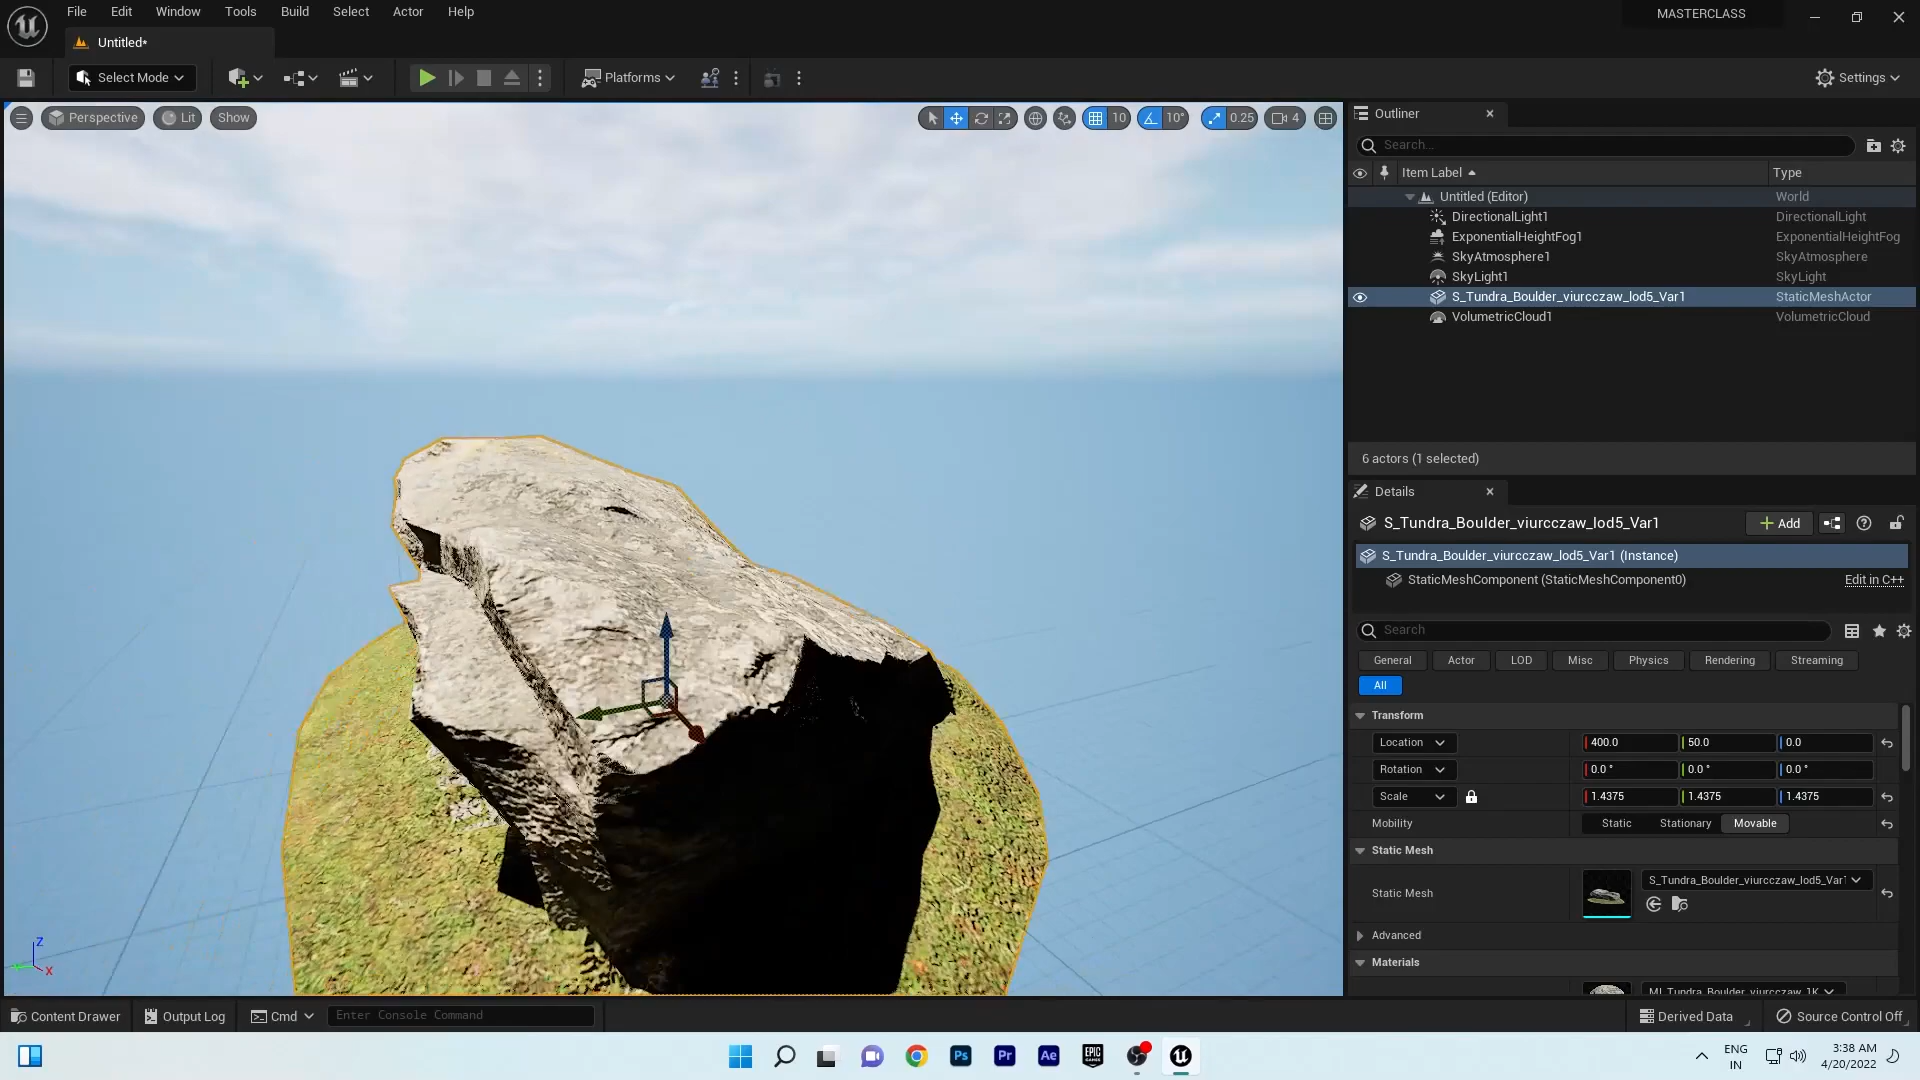 File Edit Window Tools Build Select Actor Help
MASTERCLASS
Untitled*
Select Mode
Platforms
Settings
Perspective Lit Show
10 10° 0.25 4
Outliner
Search...
Item Label Type
Untitled (Editor) World
DirectionalLight1 DirectionalLight
ExponentialHeightFog1 ExponentialHeightFog
SkyAtmosphere1 SkyAtmosphere
SkyLight1 SkyLight
S_Tundra_Boulder_viurcczaw_lod5_Var1 StaticMeshActor
VolumetricCloud1 VolumetricCloud
6 actors (1 selected)
Details
S_Tundra_Boulder_viurcczaw_lod5_Var1
Add
S_Tundra_Boulder_viurcczaw_lod5_Var1 (Instance)
StaticMeshComponent (StaticMeshComponent0) Edit in C++
Search
General Actor LOD Misc Physics Rendering Streaming
All
Transform
Location 400.0 50.0 0.0
Rotation 0.0 ° 0.0 ° 0.0 °
Scale 1.4375 1.4375 1.4375
Mobility Static Stationary Movable
Static Mesh
Static Mesh S_Tundra_Boulder_viurcczaw_lod5_Var1
Advanced
Materials
MI_Tundra_Boulder_viurcczaw_1K
Z
X
Content Drawer Output Log Cmd Enter Console Command
Derived Data Source Control Off
Ps Pr Ae EPIC GAMES
ENG
IN
3:38 AM
4/20/2022